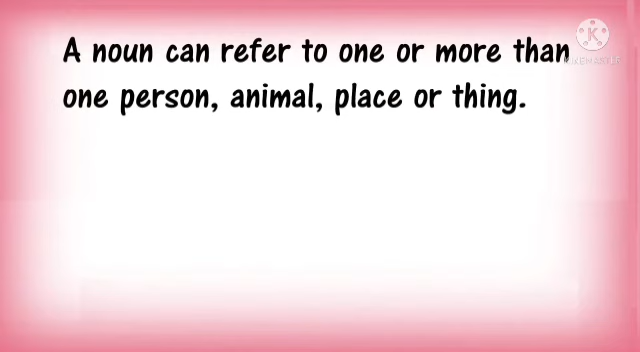 A noun can refer to one or more than
one person, animal, place or thing.